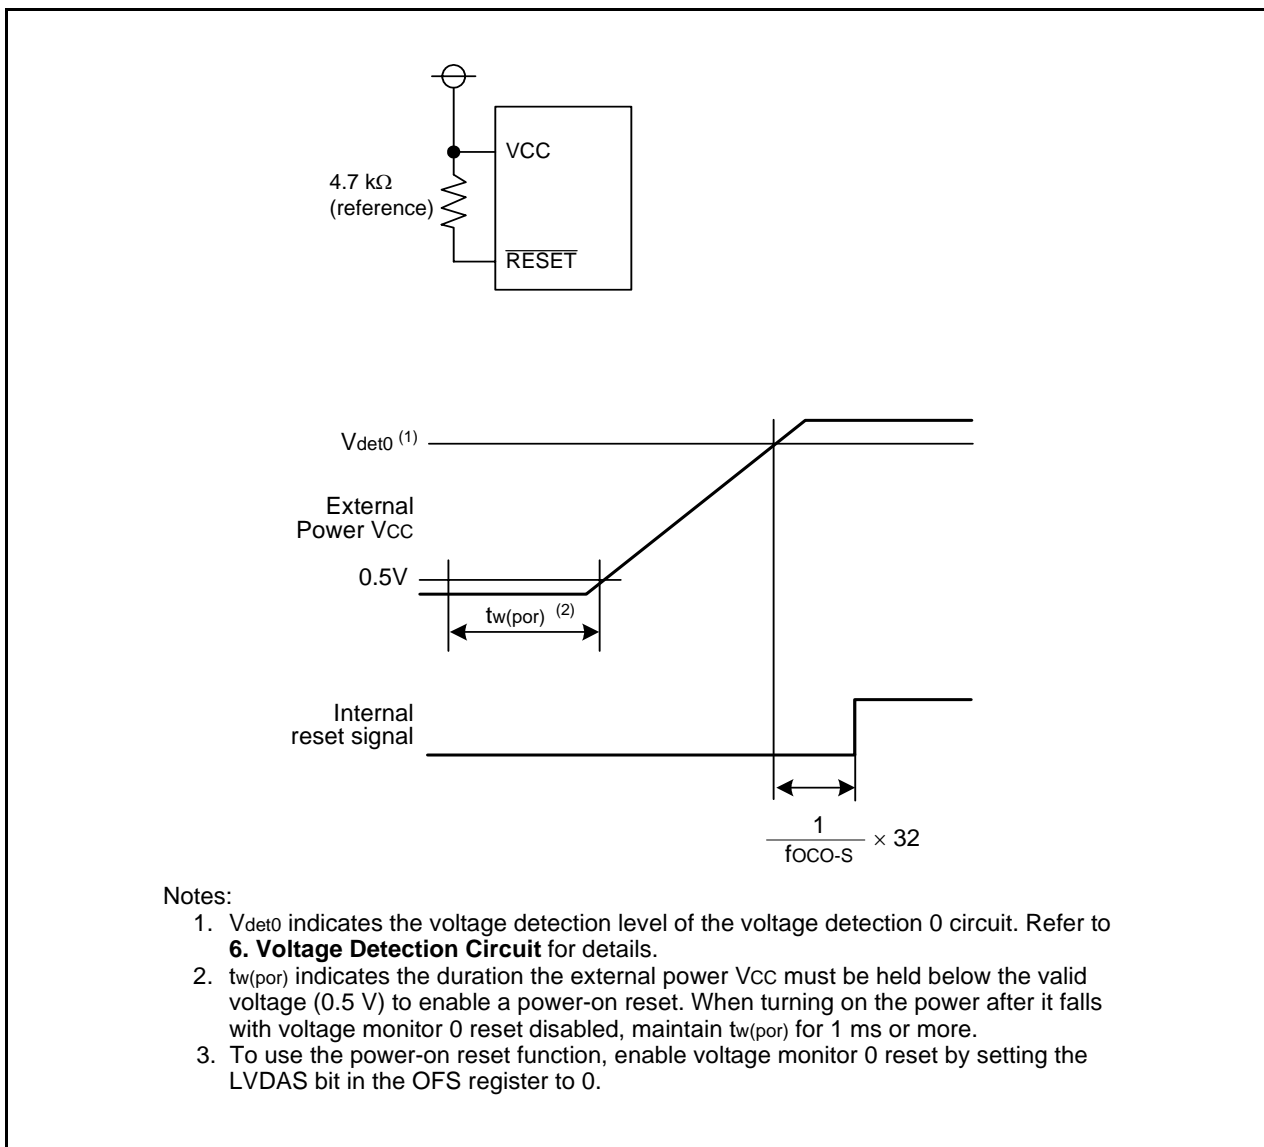 VCC
4.7 kΩ
(reference)
RESET
Vdet0 (1)
External
Power VCC
0.5V
tw(por) (2)
Internal
reset signal
1
fOCO-S
× 32
Notes:
1. Vdet0 indicates the voltage detection level of the voltage detection 0 circuit. Refer to
6. Voltage Detection Circuit for details.
2. tw(por) indicates the duration the external power VCC must be held below the valid
voltage (0.5 V) to enable a power-on reset. When turning on the power after it falls
with voltage monitor 0 reset disabled, maintain tw(por) for 1 ms or more.
3. To use the power-on reset function, enable voltage monitor 0 reset by setting the
LVDAS bit in the OFS register to 0.